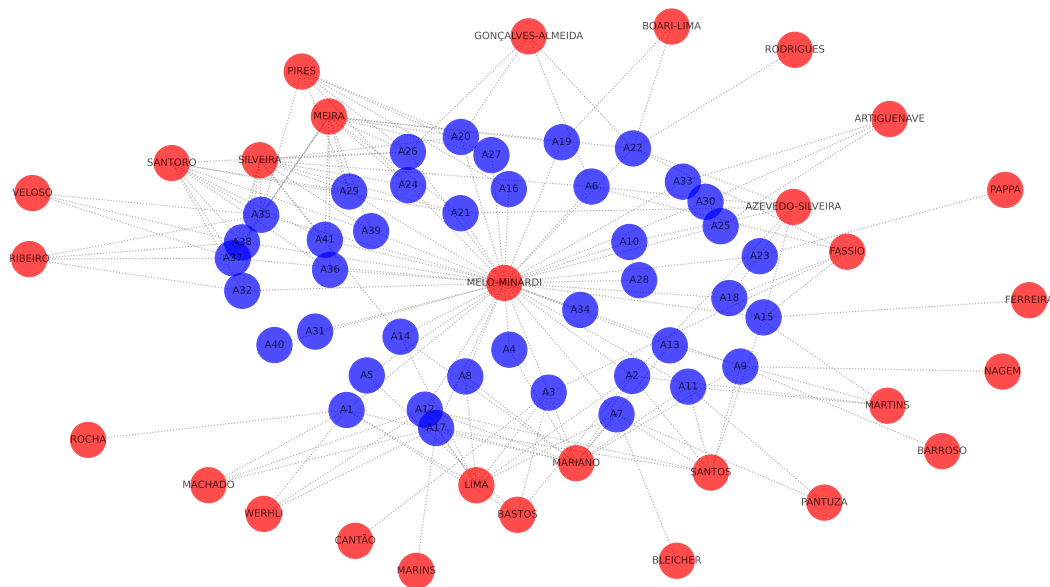 BOARI-LIMA
GONÇALVES-ALMEIDA
RODRIGUES
PIRES
MEIRA
ARTIGUENAVE
A20
A19
A26
A22
A27
SILVEIRA
SANTORO
A33
A24
A6
A16
A29
PAPPA
VELOSO
A30
AZEVEDO-SILVEIRA
A21
A35
A25
A39
A41
A38
A10
FASSIO
A23
A37
RIBEIRO
A36
A28
MELO-MINARDI
A32
A18
FERREIRA
A34
A15
A31
A14
A40
A13
A4
A9
NAGEM
A5
A8
A2
A11
A3
MARTINS
A1
A12
A7
A17
ROCHA
BARROSO
MARIANO
SANTOS
MACHADO
LIMA
PANTUZA
WERHLI
BASTOS
CANTÃO
BLEICHER
MARINS